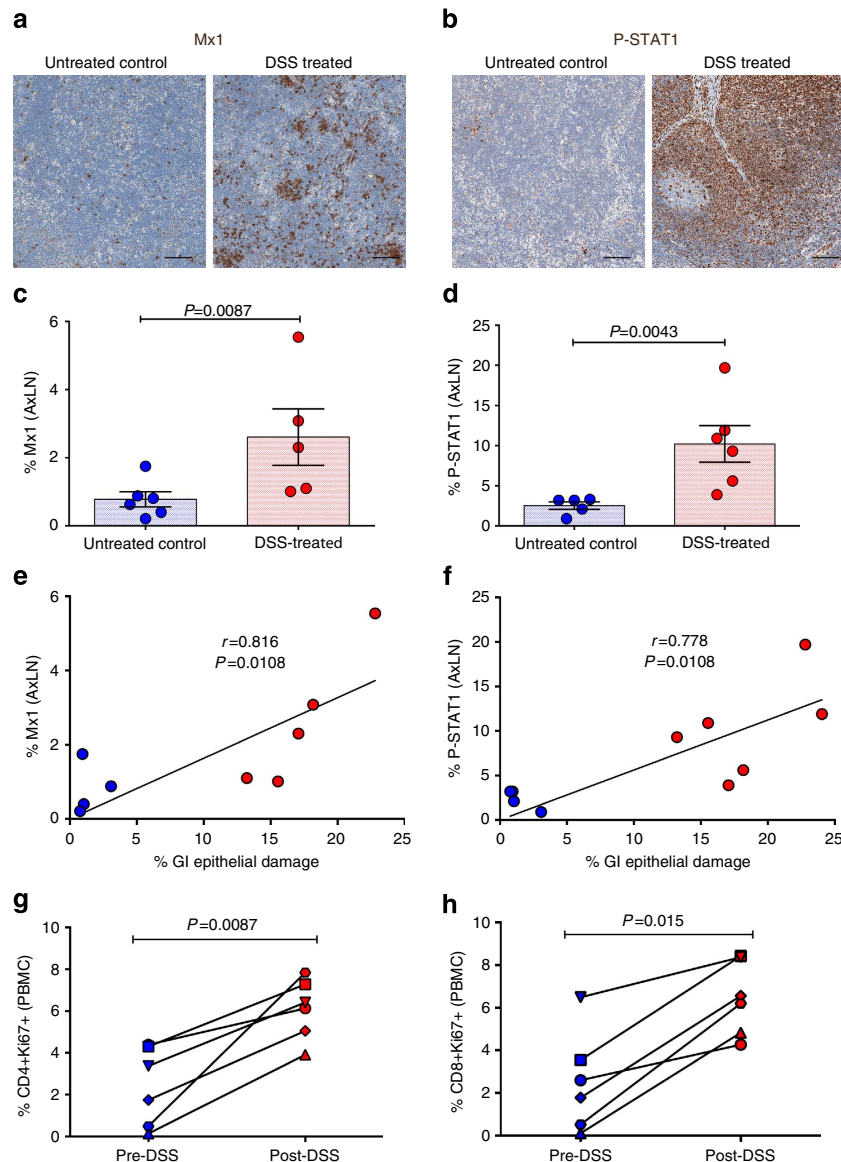 a
Mx1
Untreated control
DSS treated
b
P-STAT1
Untreated control
DSS treated
c
% Mx1 (AxLN)
6
4
2
0
P=0.0087
Untreated control
DSS-treated
d
% P-STAT1 (AxLN)
25
20
15
10
5
0
P=0.0043
Untreated control
DSS-treated
e
% Mx1 (AxLN)
6
4
2
0
r=0.816
P=0.0108
0 5 10 15 20 25
% GI epithelial damage
f
% P-STAT1 (AxLN)
25
20
15
10
5
0
r=0.778
P=0.0108
0 5 10 15 20 25
% GI epithelial damage
g
% CD4+Ki67+ (PBMC)
10
8
6
4
2
0
P=0.0087
Pre-DSS
Post-DSS
h
% CD8+Ki67+ (PBMC)
10
8
6
4
2
0
P=0.015
Pre-DSS
Post-DSS